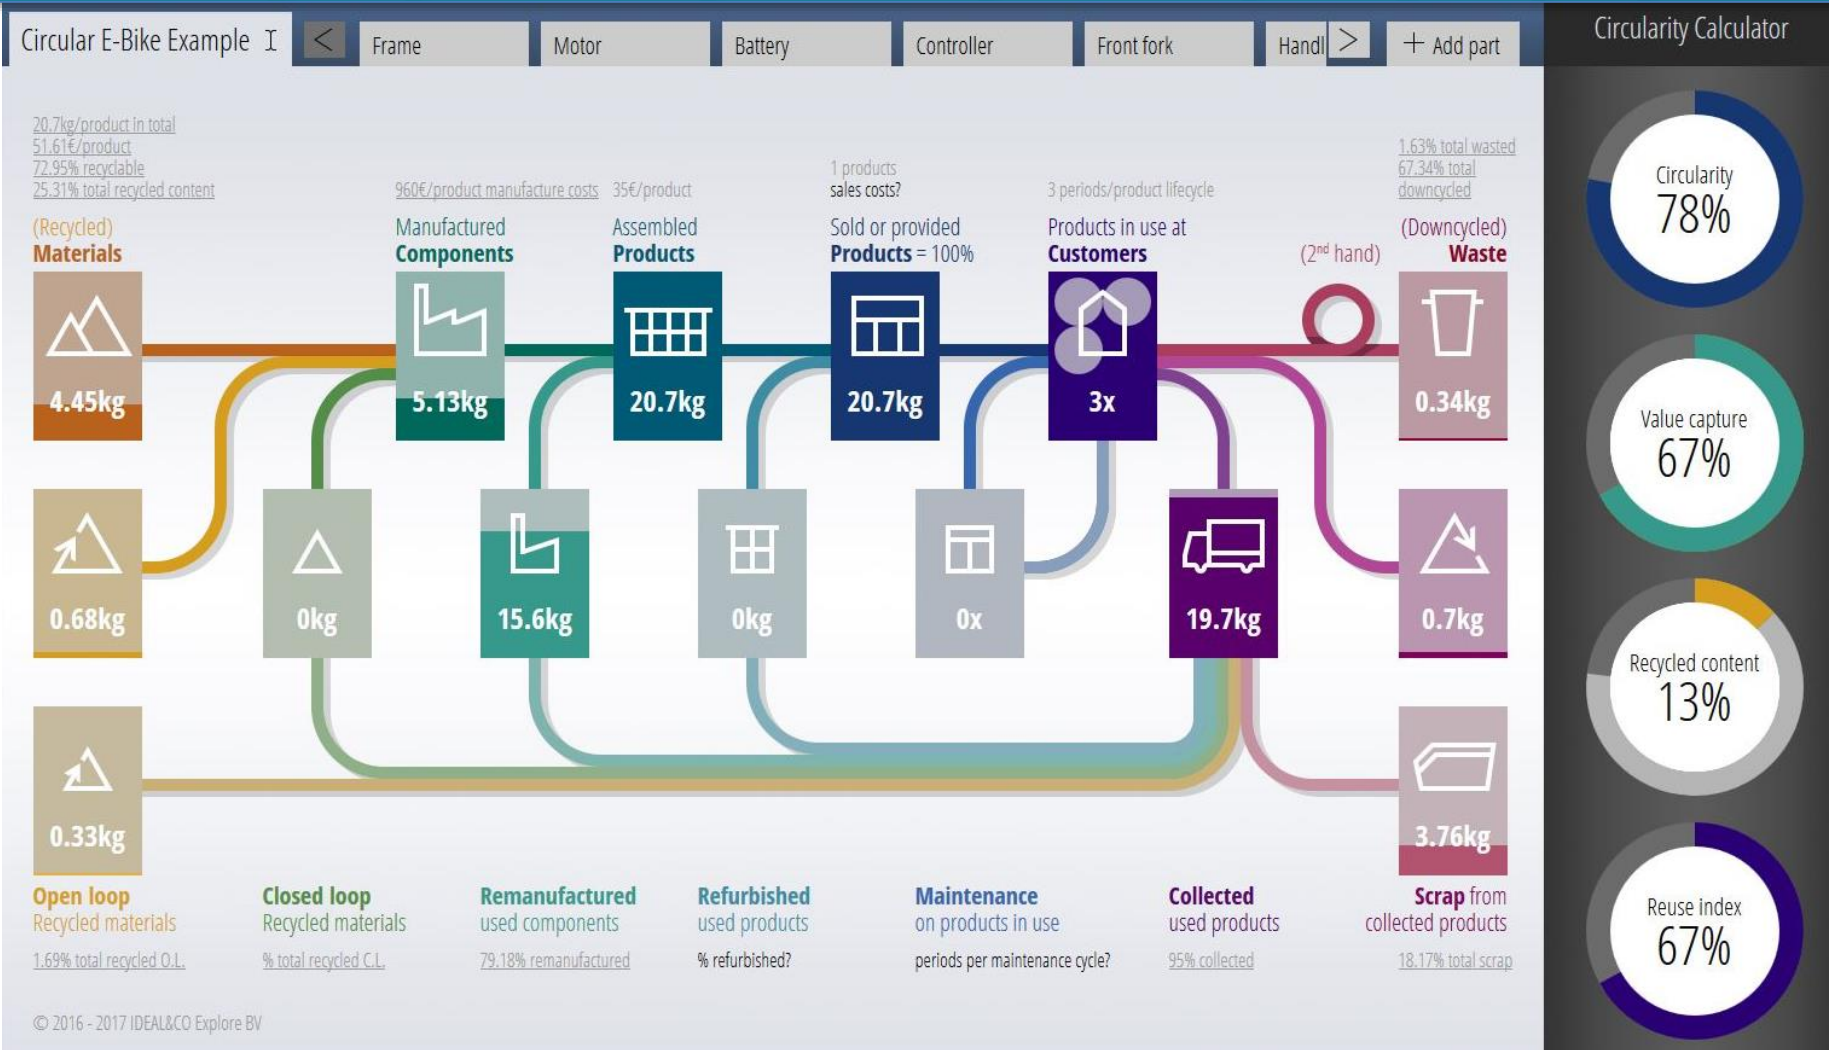 Circular E-Bike Example
<
Frame
Motor
Battery
Controller
Front fork
Handl
>
+ Add part
Circularity Calculator
20.7kg/product in total
51.61€/product
72.95% recyclable
25.31% total recycled content
960€/product manufacture costs
35€/product
1 products
sales costs?
3 periods/product lifecycle
1.63% total wasted
67.34% total
downcycled
(Recycled)
Materials
Manufactured
Components
Assembled
Products
Sold or provided
Products = 100%
Products in use at
Customers
(2nd hand)
(Downcycled)
Waste
4.45kg
5.13kg
20.7kg
20.7kg
3x
0.34kg
0.68kg
0kg
15.6kg
0kg
0x
19.7kg
0.7kg
0.33kg
3.76kg
Open loop
Recycled materials
1.69% total recycled O.L.
Closed loop
Recycled materials
% total recycled C.L.
Remanufactured
used components
79.18% remanufactured
Refurbished
used products
% refurbished?
Maintenance
on products in use
periods per maintenance cycle?
Collected
used products
95% collected
Scrap from
collected products
18.17% total scrap
© 2016 - 2017 IDEAL&CO Explore BV
Circularity
78%
Value capture
67%
Recycled content
13%
Reuse index
67%